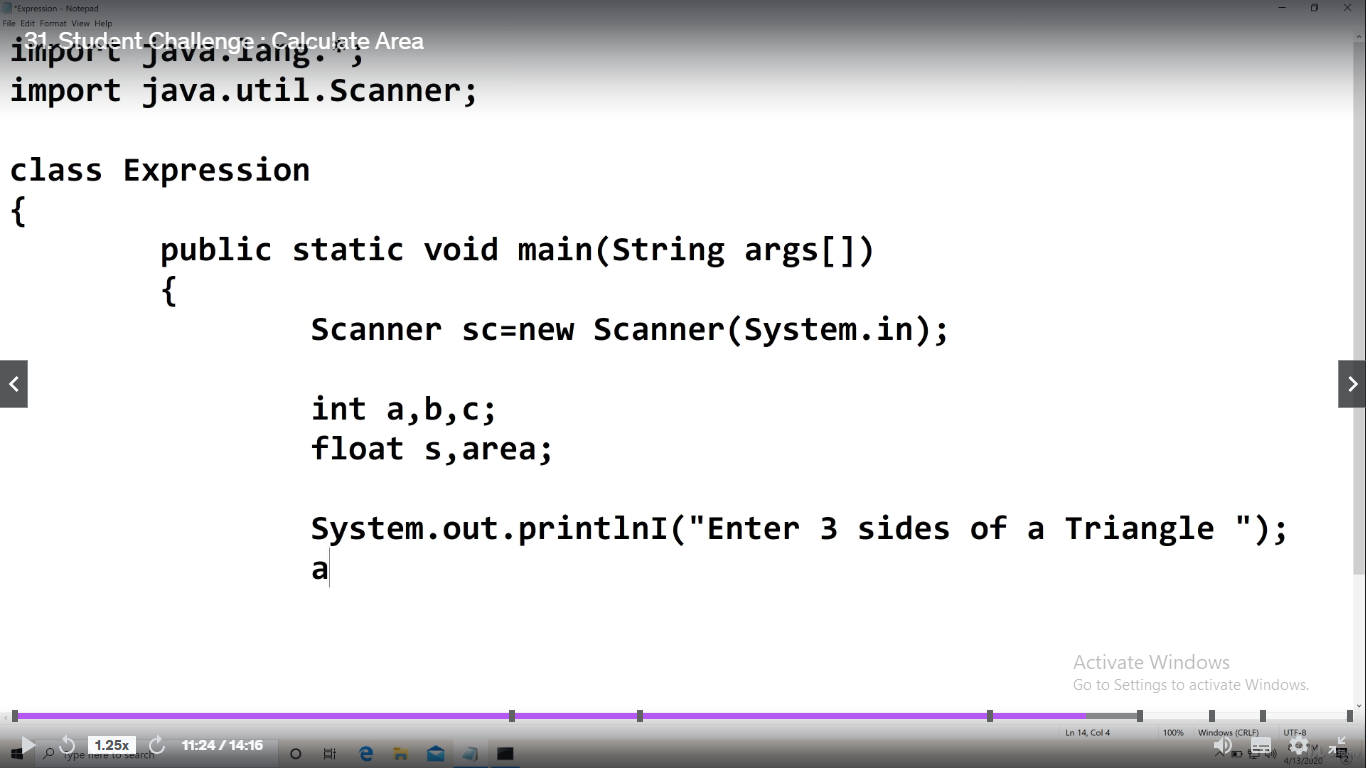 *Expression - Notepad
File Edit Format View Help
31. Student Challenge : Calculate Area
import java.lang.*;
import java.util.Scanner;
class Expression
{
public static void main(String args[])
{
Scanner sc=new Scanner(System.in);
int a,b,c;
float s,area;
System.out.printlnI("Enter 3 sides of a Triangle ");
a
Activate Windows
Go to Settings to activate Windows.
Ln 14, Col 4 100% Windows (CRLF) UTF-8
1.25x 11:24 / 14:16
Type here to search
4/13/2020